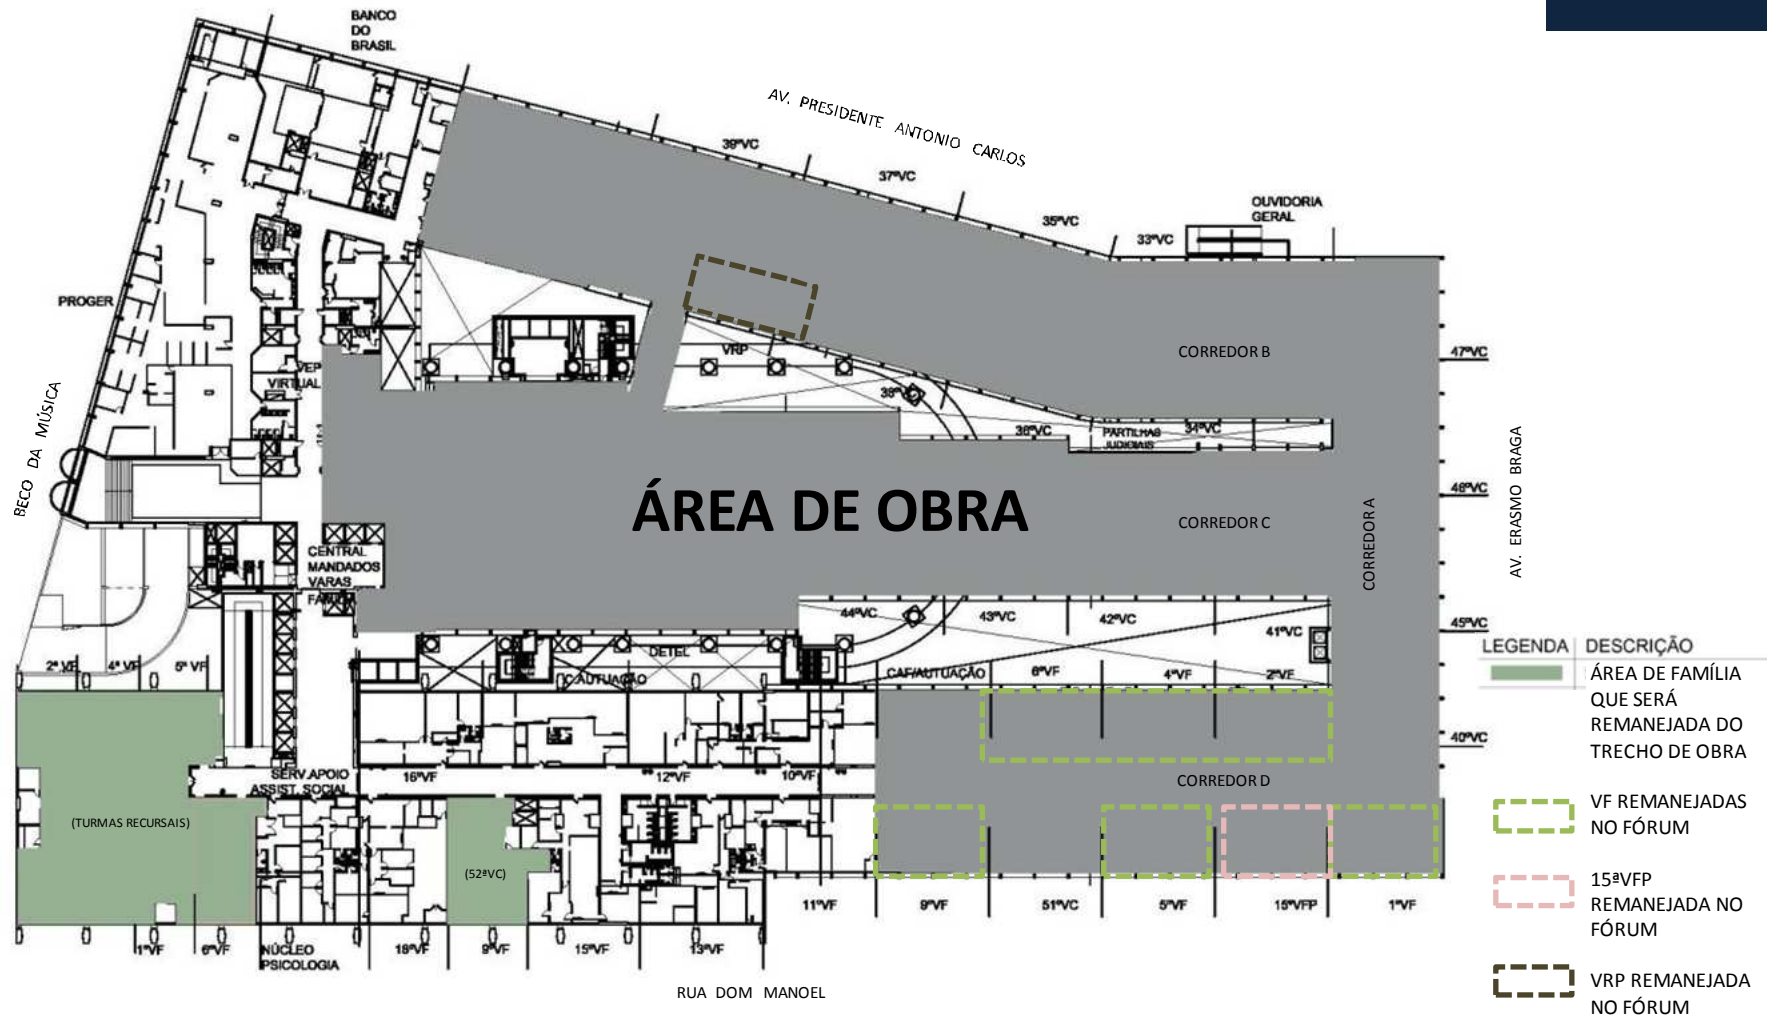 BANCO
DO
BRASIL
AV. PRESIDENTE ANTONIO CARLOS
39ªVC
37ªVC
35ªVC
33ªVC
OUVIDORIA
GERAL
PROGER
BECO DA MÚSICA
VEP
VIRTUAL
VRP
38ª
36ªVC
PARTILHAS
JUDICIAIS
34ªVC
CORREDOR B
47ªVC
46ªVC
45ªVC
40ªVC
AV. ERASMO BRAGA
ÁREA DE OBRA
CORREDOR C
CORREDOR A
CENTRAL
MANDADOS
VARAS
44ªVC
43ªVC
42ªVC
41ªVC
2ª VF
4ª VF
5ª VF
DETEL
C.AUTUAÇÃO
CAF/AUTUAÇÃO
6ªVF
4ªVF
2ªVF
SERV.APOIO
ASSIST. SOCIAL
16ªVF
12ªVF
10ªVF
CORREDOR D
(TURMAS RECURSAIS)
(52ªVC)
11ªVF
9ªVF
51ªVC
5ªVF
15ªVFP
1ªVF
1ªVF
6ªVF
NÚCLEO
PSICOLOGIA
18ªVF
9ªVF
15ªVF
13ªVF
RUA DOM MANOEL
LEGENDA DESCRIÇÃO
ÁREA DE FAMÍLIA
QUE SERÁ
REMANEJADA DO
TRECHO DE OBRA
VF REMANEJADAS
NO FÓRUM
15ªVFP
REMANEJADA NO
FÓRUM
VRP REMANEJADA
NO FÓRUM